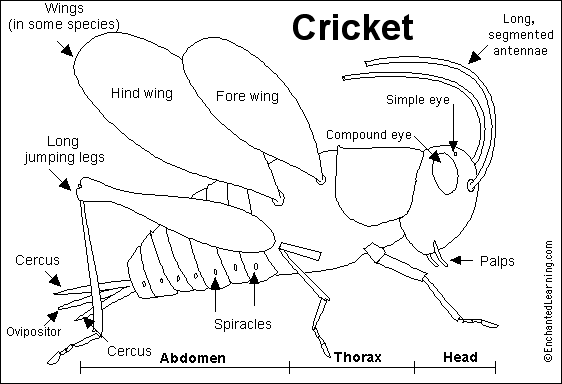 Cricket
Wings
(in some species)
Long,
segmented
antennae
Hind wing
Fore wing
Simple eye
Compound eye
Long
jumping legs
Cercus
Palps
Ovipositor
Spiracles
Cercus
Abdomen
Thorax
Head
©EnchantedLearning.com